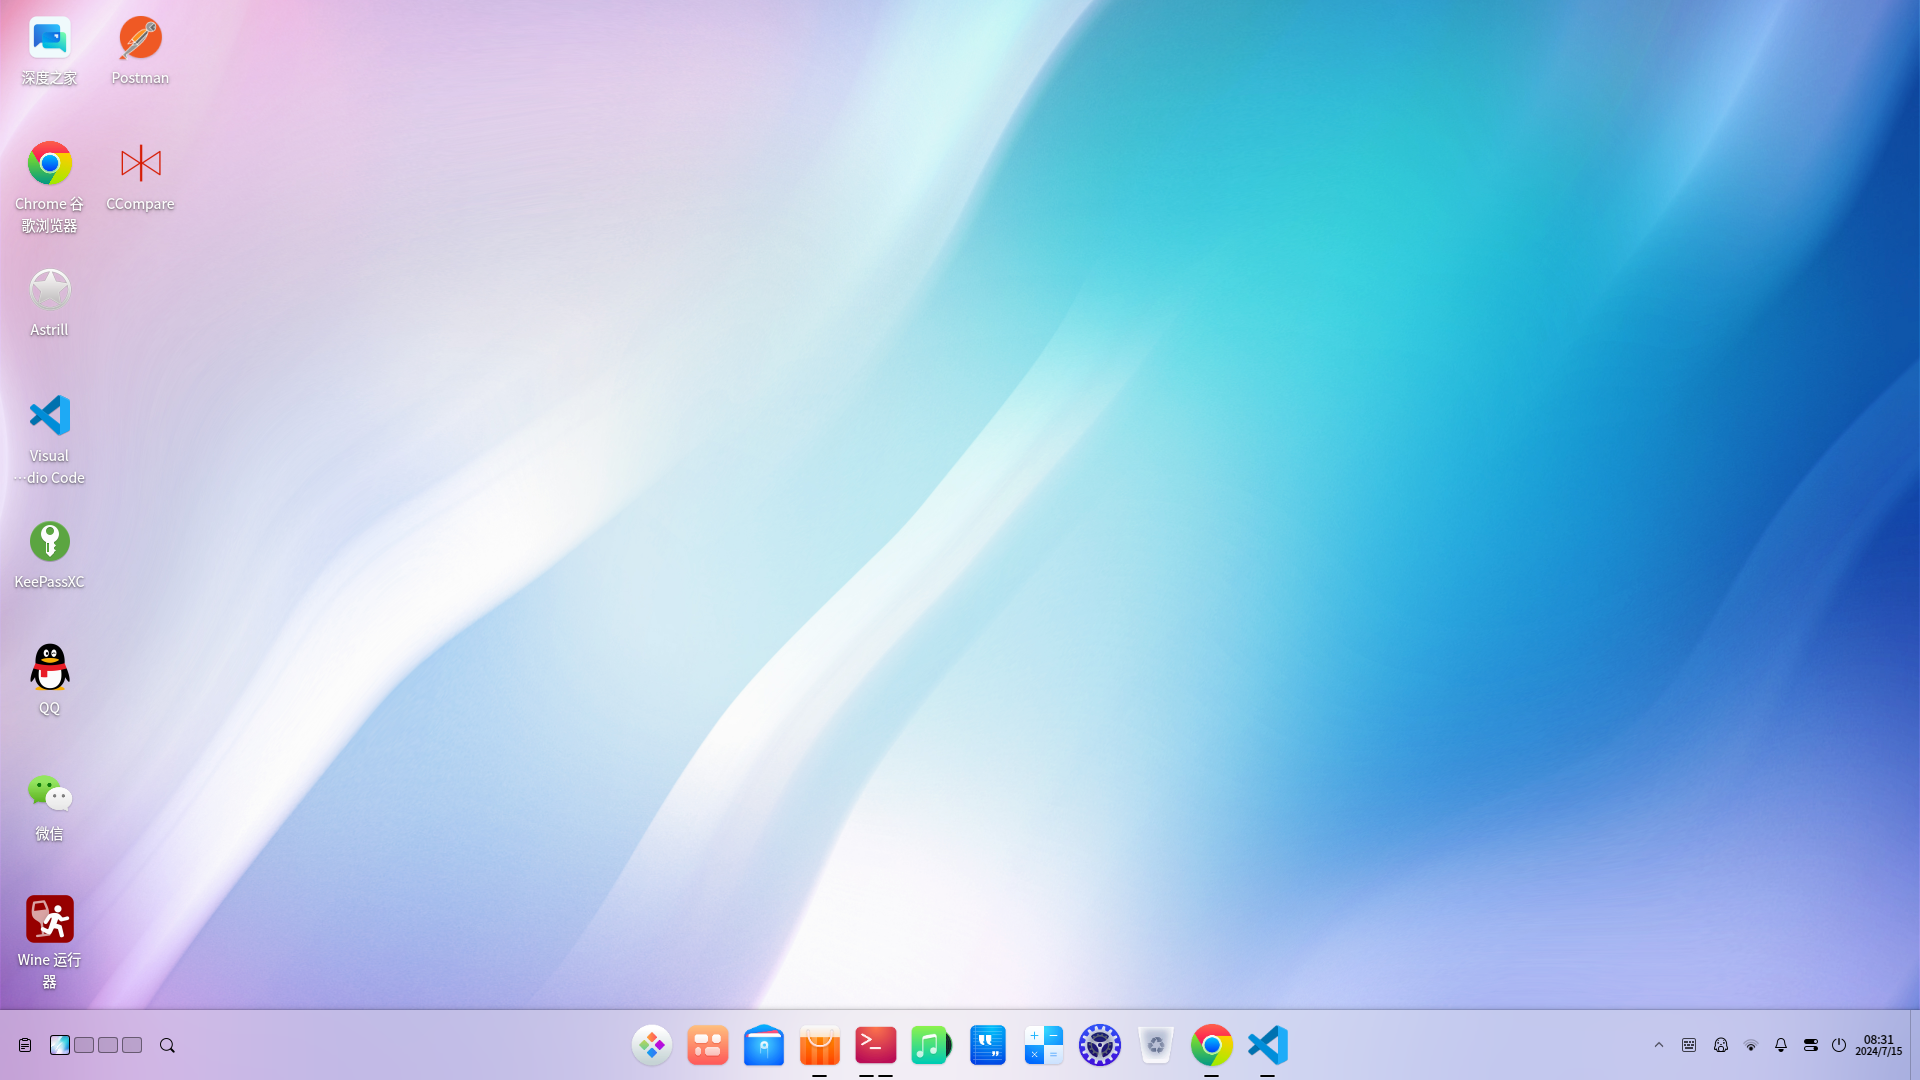 深度之家
Postman
Chrome 谷
歌浏览器
CCompare
Astrill
Visual
…dio Code
KeePassXC
QQ
微信
Wine 运行
器
08:31
2024/7/15